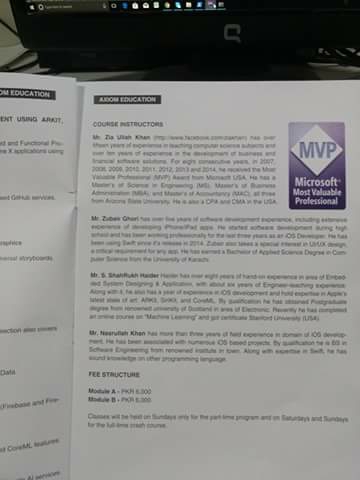 AXIOM EDUCATION
COURSE INSTRUCTORS
Mr. Zia Ullah Khan (http://www.facebook.com/ziakhan) has over
fifteen years of experience in teaching computer science subjects and
over ten years of experience in the development of business and
financial software solutions. For eight consecutive years, in 2007,
2008, 2009, 2010, 2011, 2012, 2013 and 2014, he received the Most
Valuable Professional (MVP) Award from Microsoft USA. He has a
Master's of Science in Engineering (MS), Master's of Business
Administration (MBA), and Master's of Accountancy (MAC), all three
from Arizona State University. He is also a CPA and CMA in the USA.
MVP
Microsoft
Most Valuable
Professional
Mr. Zubair Ghori has over five years of software development experience, including extensive
experience of developing iPhone/iPad apps. He started software development during high
school and has been working professionally for the last three years as an iOS Developer. He has
been using Swift since it's release in 2014. Zubair also takes a special interest in UI/UX design,
a critical requirement for any app. He has earned a Bachelor of Applied Science Degree in Com-
puter Science from the University of Karachi.
Mr. S. ShahRukh Haider Haider has over eight years of hand-on experience in area of Embed-
ded System Designing & Application, with about six years of Engineer-reaching experience.
Along with it, he also has a year of experience in iOS development and hold expertise in Apple's
latest state of art: ARKit, SiriKit, and CoreML. By qualification he has obtained Postgraduate
degree from renowned university of Scotland in area of Electronic. Recently he has completed
an online course on "Machine Learning" and got certificate Stanford University (USA).
Mr. Nasrullah Khan has more than three years of field experience in domain of iOS develop-
ment. He has been associated with numerous iOS based projects. By qualification he is BS in
Software Engineering from renowned institute in town. Along with expertise in Swift, he has
sound knowledge on other programming language.
FEE STRUCTURE
Module A - PKR 6,000
Module B - PKR 6,000
Classes will be held on Sundays only for the part-time program and on Saturdays and Sundays
for the full-time crash course.
OM EDUCATION
ENT USING ARKIT,
st and Functional Pro-
e X applications using
ed GitHub services.
raphics
versal storyboards.
ection also covers
Data
(Firebase and Fire-
d CoreML features
AI services